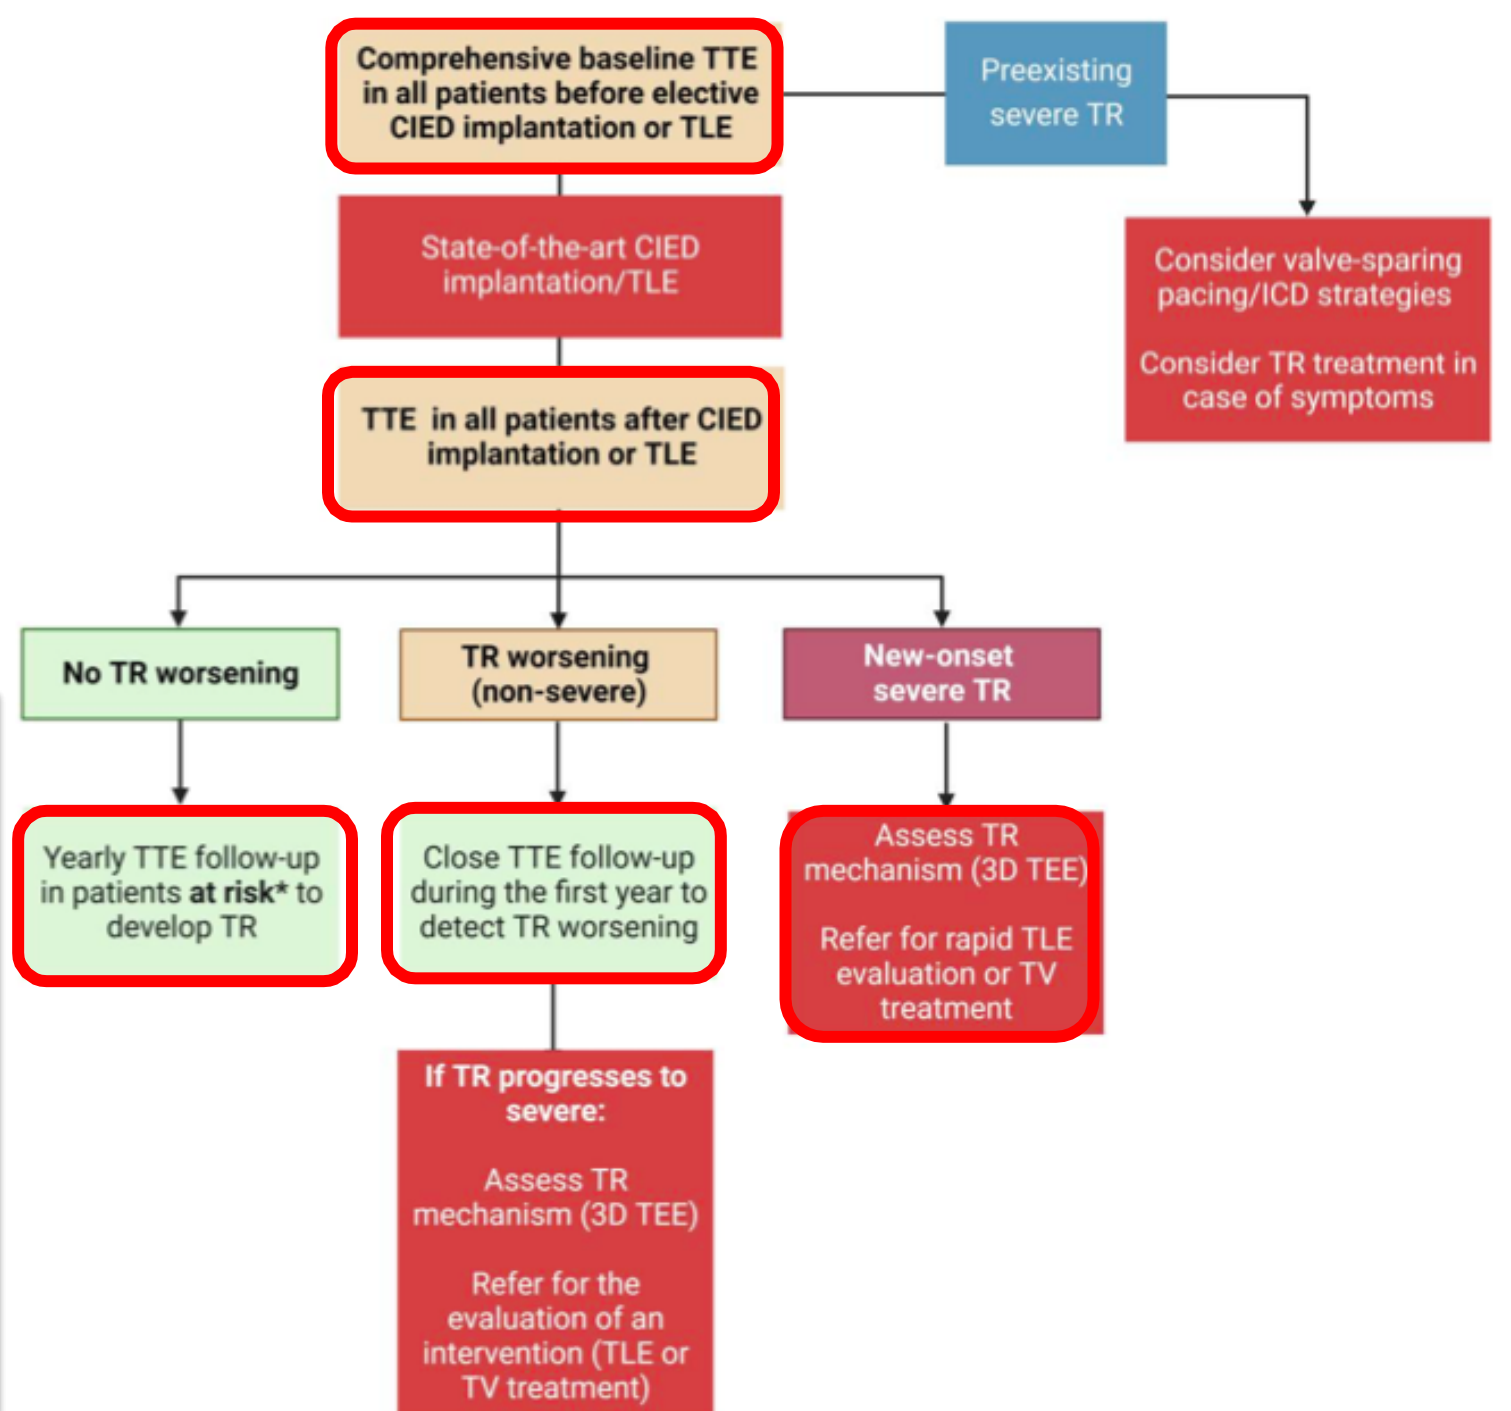 Comprehensive baseline TTE
in all patients before elective
CIED implantation or TLE
Preexisting
severe TR
State-of-the-art CIED
implantation/TLE
Consider valve-sparing
pacing/ICD strategies
Consider TR treatment in
case of symptoms
TTE in all patients after CIED
implantation or TLE
No TR worsening
TR worsening
(non-severe)
New-onset
severe TR
Yearly TTE follow-up
in patients at risk* to
develop TR
Close TTE follow-up
during the first year to
detect TR worsening
Assess TR
mechanism (3D TEE)
Refer for rapid TLE
evaluation or TV
treatment
If TR progresses to
severe:
Assess TR
mechanism (3D TEE)
Refer for the
evaluation of an
intervention (TLE or
TV treatment)